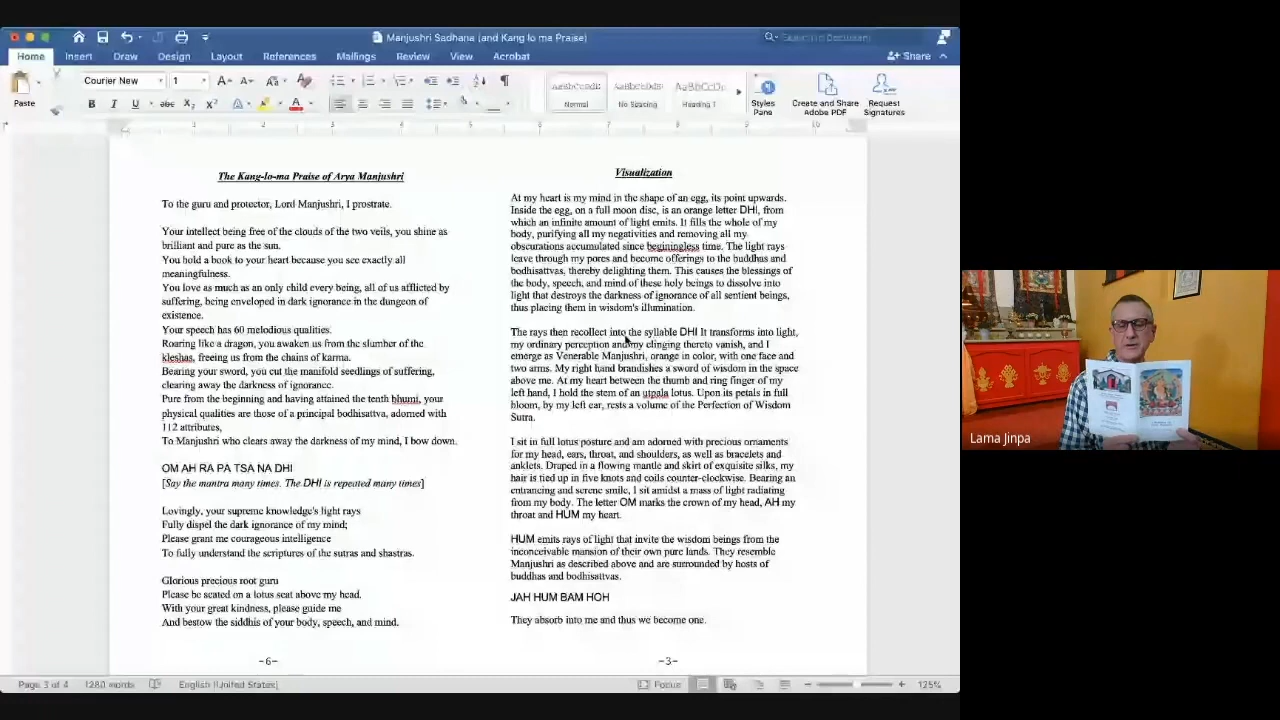 Manjushri Sadhana (and Kang lo ma Praise)
Search in Document
Home Insert Draw Design Layout References Mailings Review View Acrobat
Share
Paste
Courier New
1
Normal
No Spacing
Heading 1
Styles Pane
Create and Share Adobe PDF
Request Signatures
The Kang-lo-ma Praise of Arya Manjushri
To the guru and protector, Lord Manjushri, I prostrate.
Your intellect being free of the clouds of the two veils, you shine as
brilliant and pure as the sun.
You hold a book to your heart because you see exactly all
meaningfulness.
You love as much as an only child every being, all of us afflicted by
suffering, being enveloped in dark ignorance in the dungeon of
existence.
Your speech has 60 melodious qualities.
Roaring like a dragon, you awaken us from the slumber of the
kleshas, freeing us from the chains of karma.
Bearing your sword, you cut the manifold seedlings of suffering,
clearing away the darkness of ignorance.
Pure from the beginning and having attained the tenth bhumi, your
physical qualities are those of a principal bodhisattva, adorned with
112 attributes,
To Manjushri who clears away the darkness of my mind, I bow down.
OM AH RA PA TSA NA DHI
[Say the mantra many times. The DHI is repeated many times]
Lovingly, your supreme knowledge's light rays
Fully dispel the dark ignorance of my mind;
Please grant me courageous intelligence
To fully understand the scriptures of the sutras and shastras.
Glorious precious root guru
Please be seated on a lotus seat above my head.
With your great kindness, please guide me
And bestow the siddhis of your body, speech, and mind.
-6-
Visualization
At my heart is my mind in the shape of an egg, its point upwards.
Inside the egg, on a full moon disc, is an orange letter DHI, from
which an infinite amount of light emits. It fills the whole of my
body, purifying all my negativities and removing all my
obscurations accumulated since beginingless time. The light rays
leave through my pores and become offerings to the buddhas and
bodhisattvas, thereby delighting them. This causes the blessings of
the body, speech, and mind of these holy beings to dissolve into
light that destroys the darkness of ignorance of all sentient beings,
thus placing them in wisdom's illumination.
The rays then recollect into the syllable DHI It transforms into light,
my ordinary perception and my clinging thereto vanish, and I
emerge as Venerable Manjushri, orange in color, with one face and
two arms. My right hand brandishes a sword of wisdom in the space
above me. At my heart between the thumb and ring finger of my
left hand, I hold the stem of an utpala lotus. Upon its petals in full
bloom, by my left ear, rests a volume of the Perfection of Wisdom
Sutra.
I sit in full lotus posture and am adorned with precious ornaments
for my head, ears, throat, and shoulders, as well as bracelets and
anklets. Draped in a flowing mantle and skirt of exquisite silks, my
hair is tied up in five knots and coils counter-clockwise. Bearing an
entrancing and serene smile, I sit amidst a mass of light radiating
from my body. The letter OM marks the crown of my head, AH my
throat and HUM my heart.
HUM emits rays of light that invite the wisdom beings from the
inconceivable mansion of their own pure lands. They resemble
Manjushri as described above and are surrounded by hosts of
buddhas and bodhisattvas.
JAH HUM BAM HOH
They absorb into me and thus we become one.
-3-
Lama Jinpa
Page 3 of 4 1280 words English (United States) Focus 125%